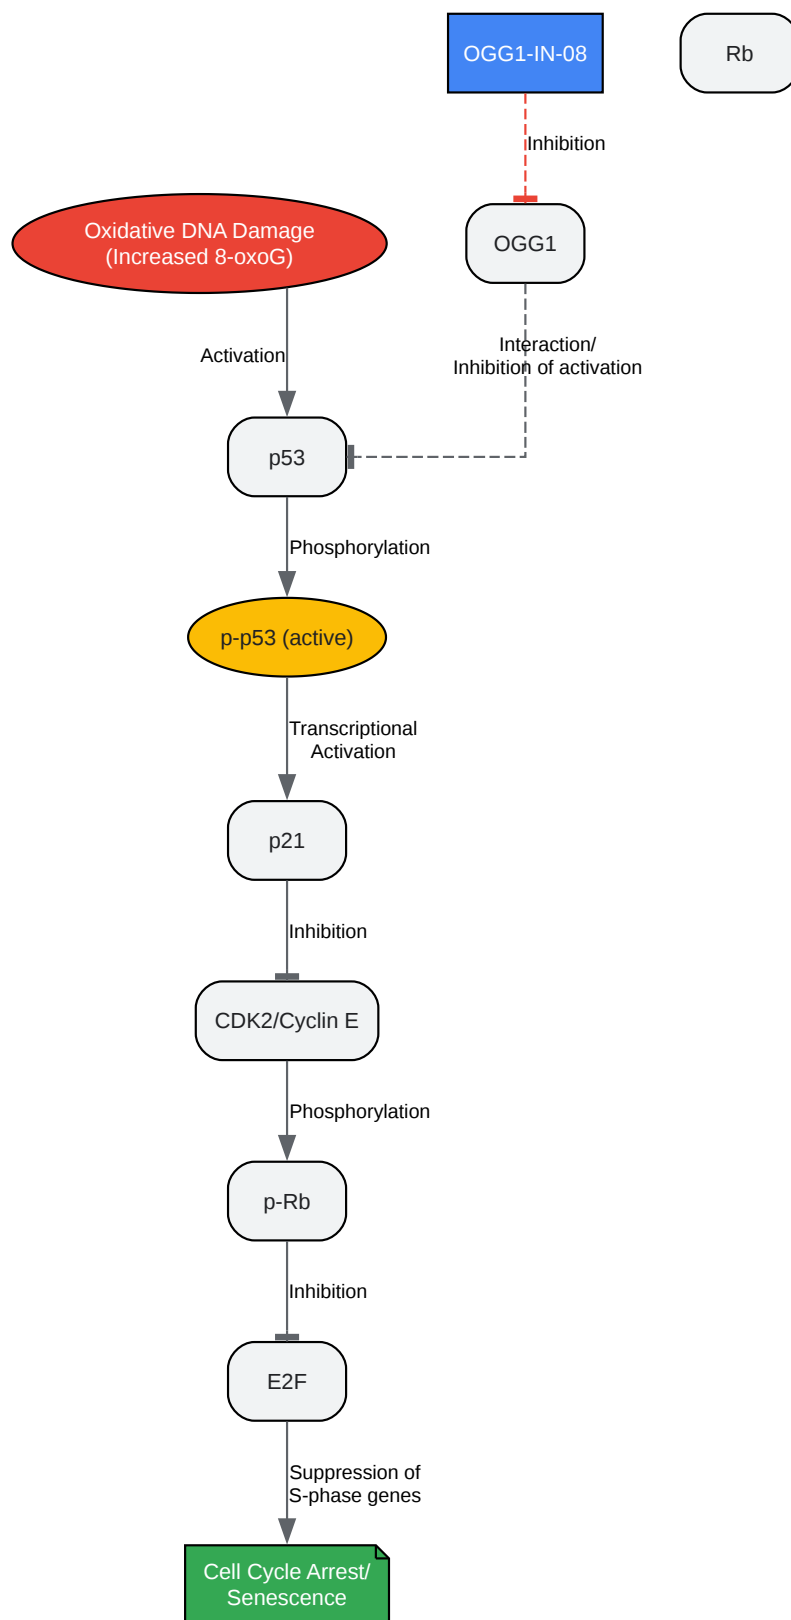 OGG1-IN-08
Rb
Inhibition
Oxidative DNA Damage
(Increased 8-oxoG)
OGG1
Activation
Interaction/
Inhibition of activation
p53
Phosphorylation
p-p53 (active)
Transcriptional
Activation
p21
Inhibition
CDK2/Cyclin E
Phosphorylation
p-Rb
Inhibition
E2F
Suppression of
S-phase genes
Cell Cycle Arrest/
Senescence